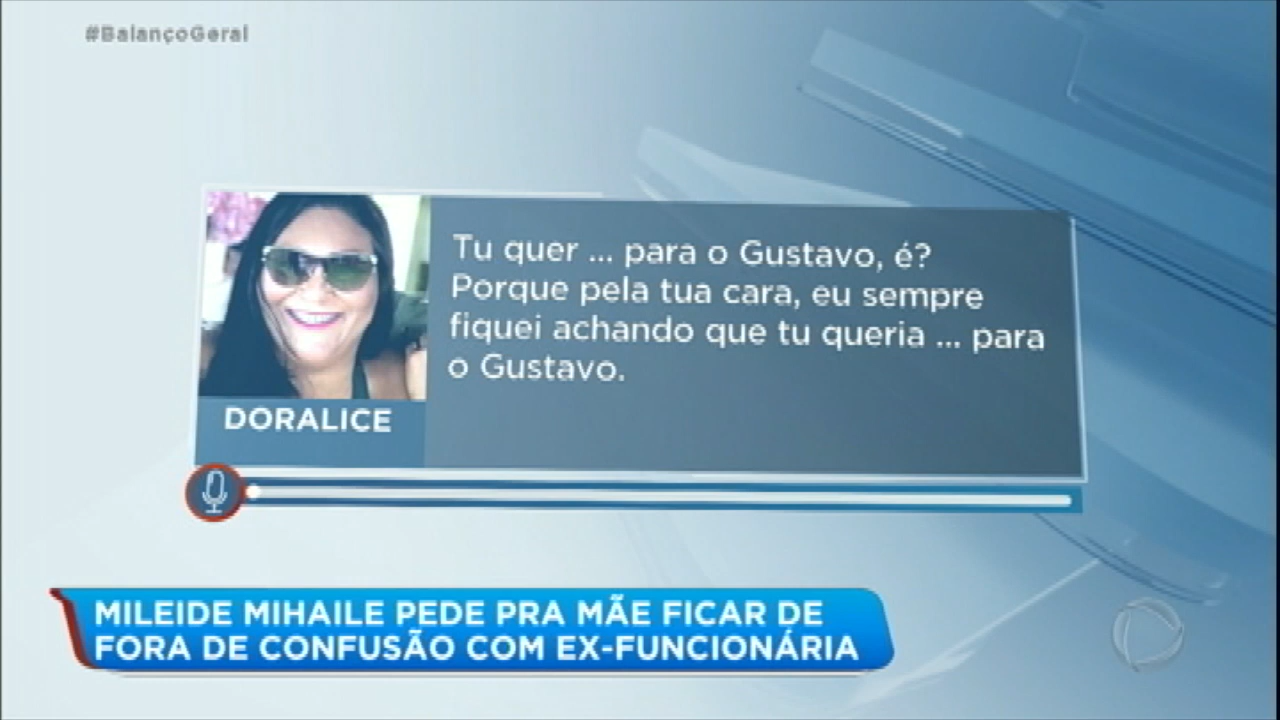 #BalançoGeral
Tu quer ... para o Gustavo, é?
Porque pela tua cara, eu sempre
fiquei achando que tu queria ... para
o Gustavo.
DORALICE
MILEIDE MIHAILE PEDE PRA MÃE FICAR DE
FORA DE CONFUSÃO COM EX-FUNCIONÁRIA